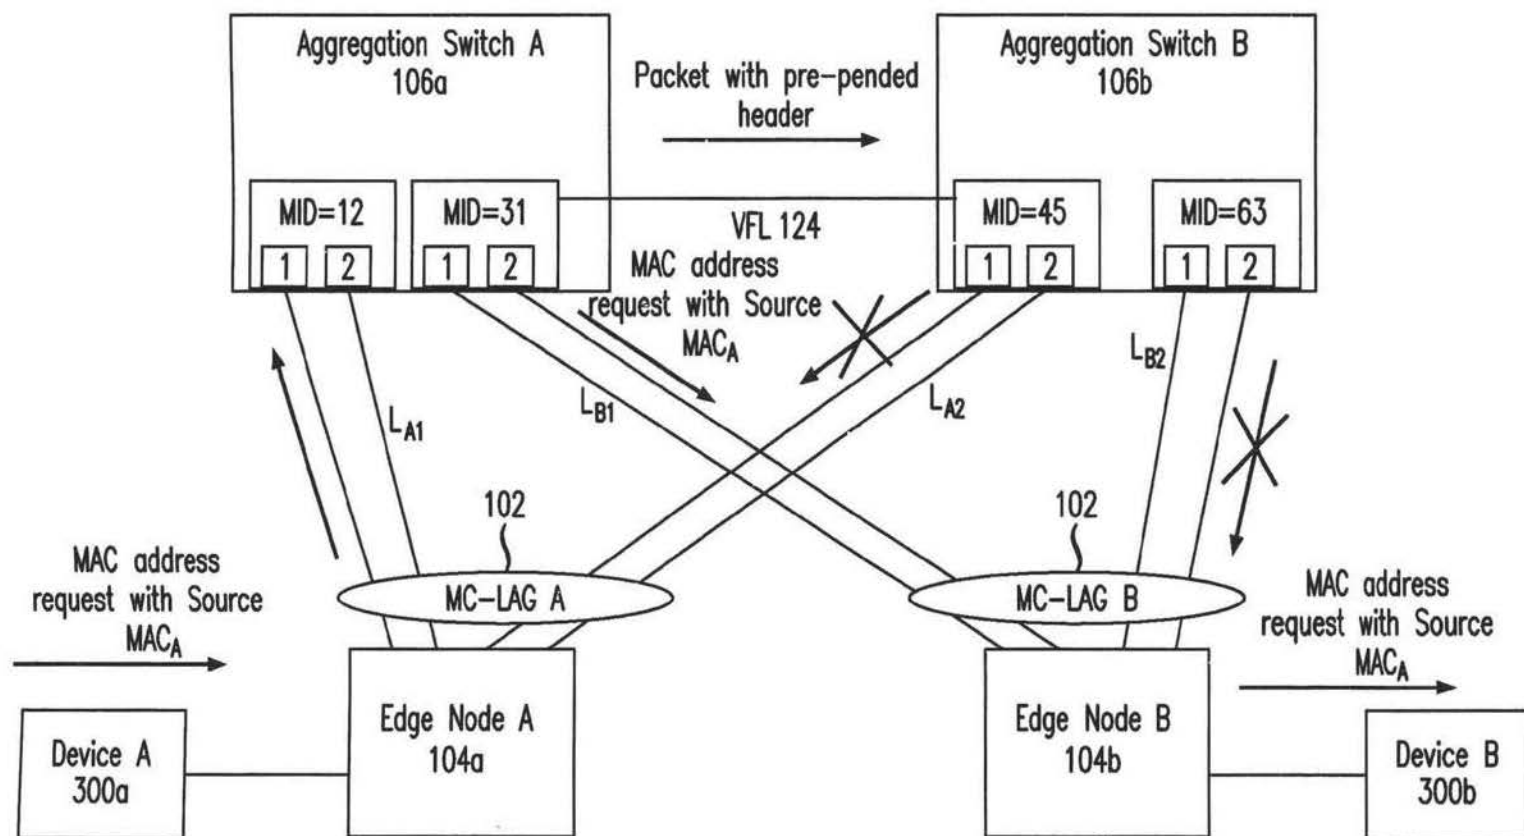 Aggregation Switch A
106a
Packet with pre-pended
header
Aggregation Switch B
106b
MID=12
1
2
MID=31
1
2
VFL 124
MID=45
1
2
MID=63
1
2
MAC address
request with Source
MACA
LA1
LB1
LA2
LB2
102
102
MC-LAG A
MC-LAG B
MAC address
request with Source
MACA
MAC address
request with Source
MACA
Device A
300a
Edge Node A
104a
Edge Node B
104b
Device B
300b